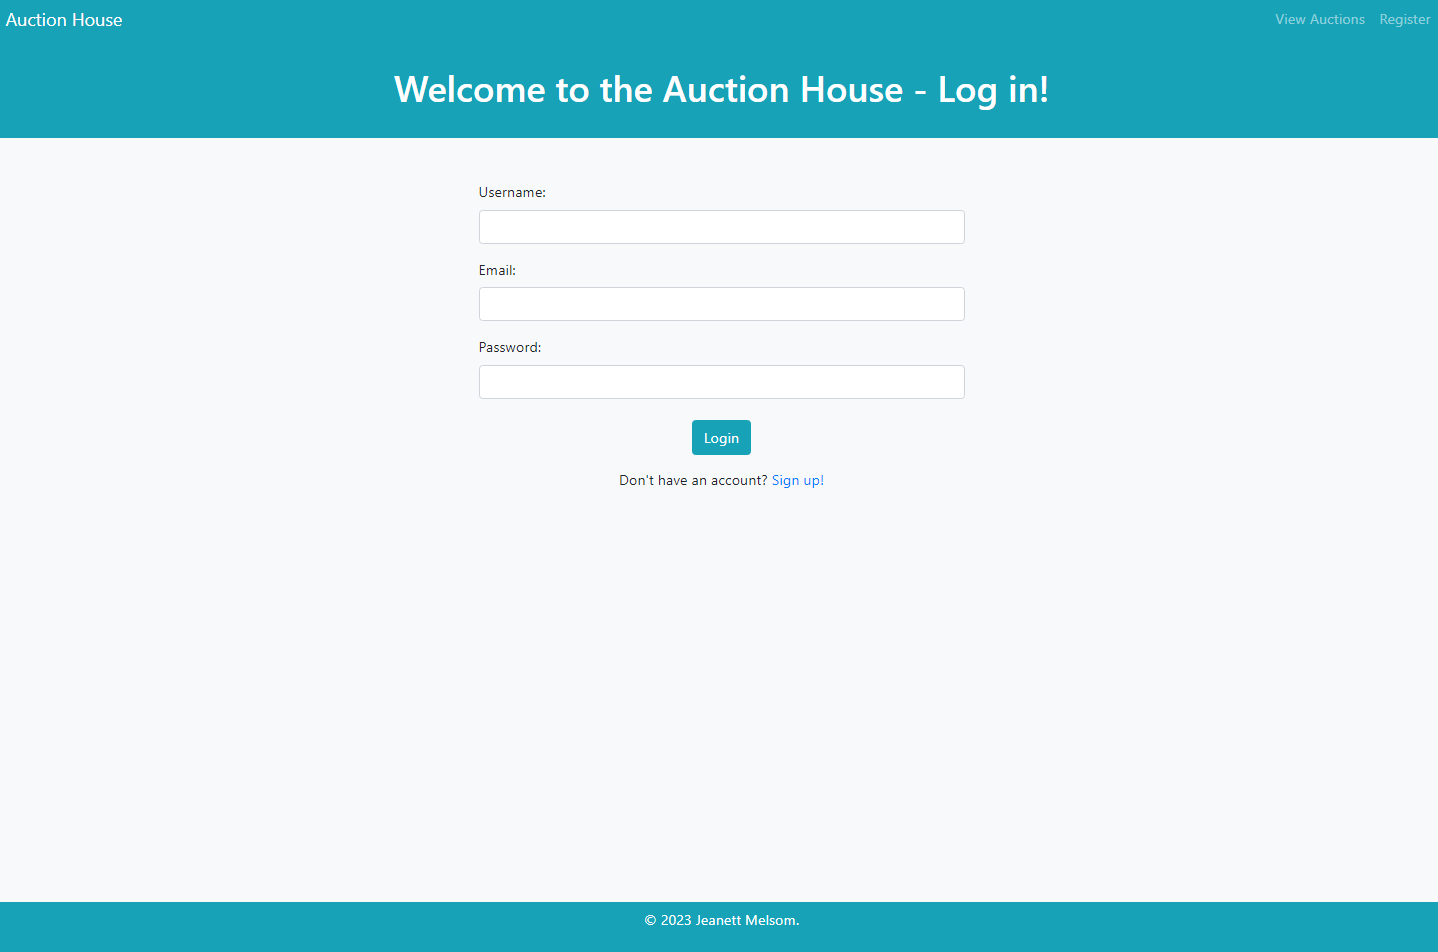 Auction House
View Auctions Register
Welcome to the Auction House - Log in!
Username:
Email:
Password:
Login
Don't have an account? Sign up!
© 2023 Jeanett Melsom.